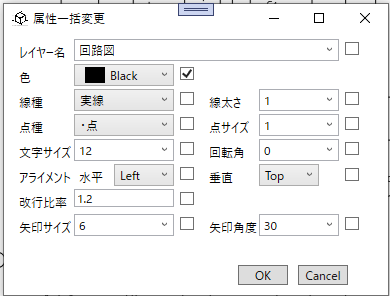 属性一括変更
レイヤー名 回路図
色 Black
線種 実線 線太さ 1
点種 ・点 点サイズ 1
文字サイズ 12 回転角 0
アライメント 水平 Left 垂直 Top
改行比率 1.2
矢印サイズ 6 矢印角度 30
OK Cancel